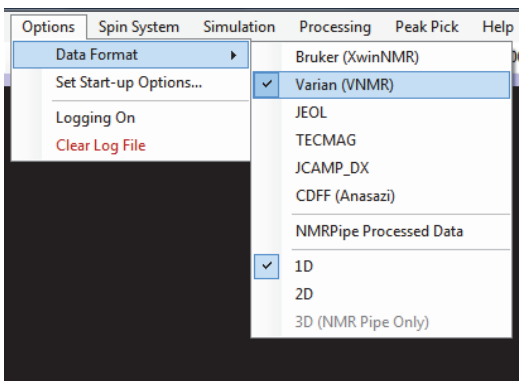 Options Spin System Simulation Processing Peak Pick Help
Data Format
Set Start-up Options...
Logging On
Clear Log File
Bruker (XwinNMR)
Varian (VNMR)
JEOL
TECMAG
JCAMP_DX
CDFF (Anasazi)
NMRPipe Processed Data
1D
2D
3D (NMR Pipe Only)